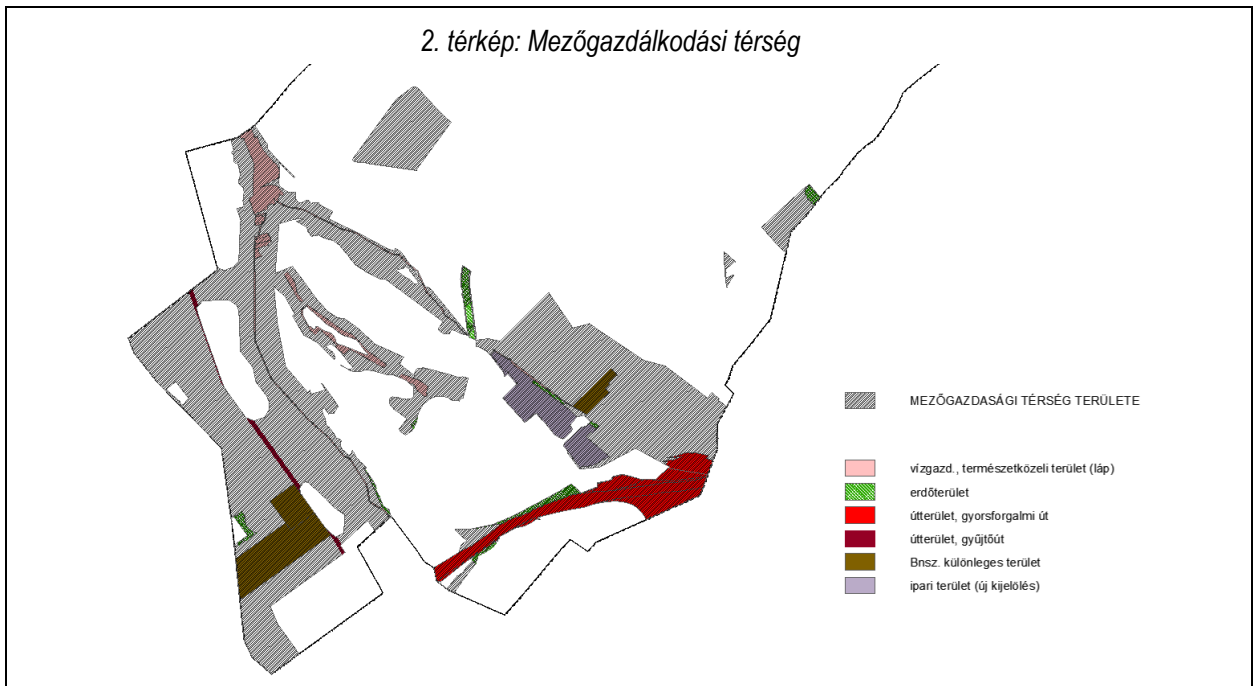 2. térkép: Mezőgazdálkodási térség
MEZŐGAZDASÁGI TÉRSÉG TERÜLETE
vízgazd., természetközeli terület (láp)
erdőterület
útterület, gyorsforgalmi út
útterület, gyűjtőút
Bnsz. különleges terület
ipari terület (új kijelölés)